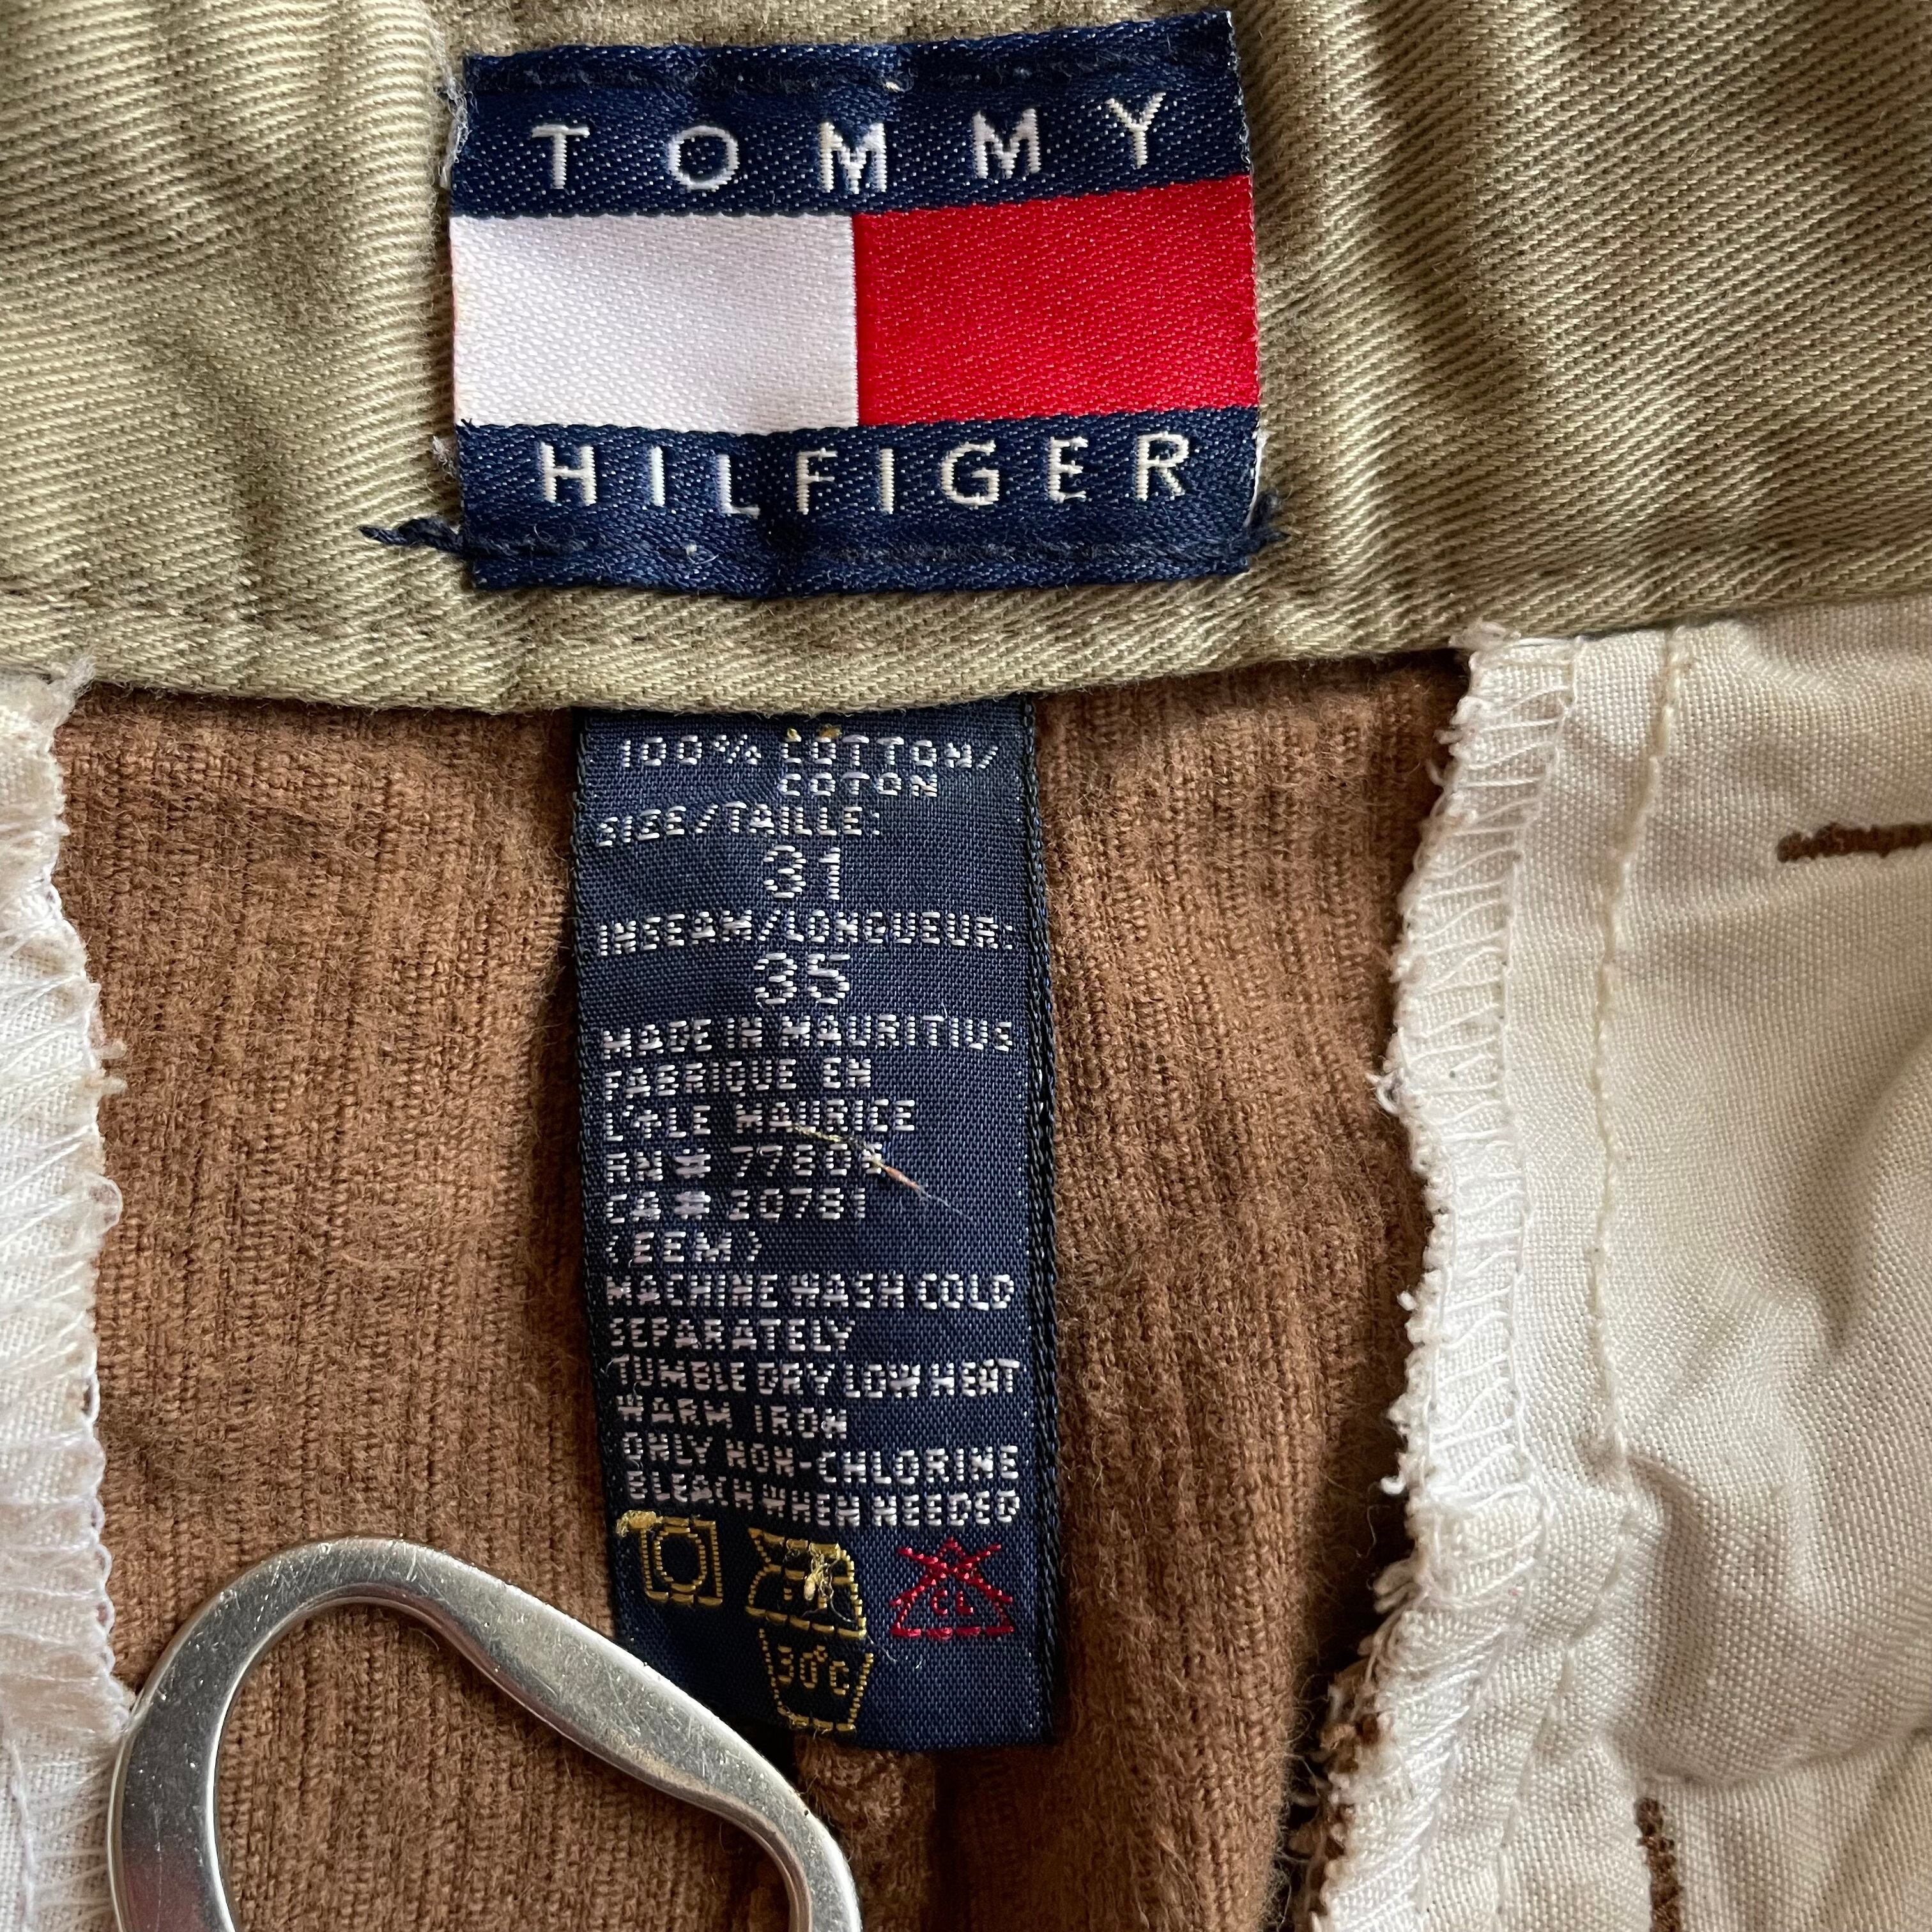 TOMMY
HILFIGER
100% COTTON/
COTON
SIZE/TAILLE:
31
INSEAM/LONGUEUR:
35
MADE IN MAURITIUS
FABRIQUE EN
L'ILE MAURICE
RN#
CA# 20781
(EEM)
MACHINE WASH COLD
SEPARATELY
TUMBLE DRY LOW HEAT
WARM IRON
ONLY NON-CHLORINE
BLEACH WHEN NEEDED
CL
30°C